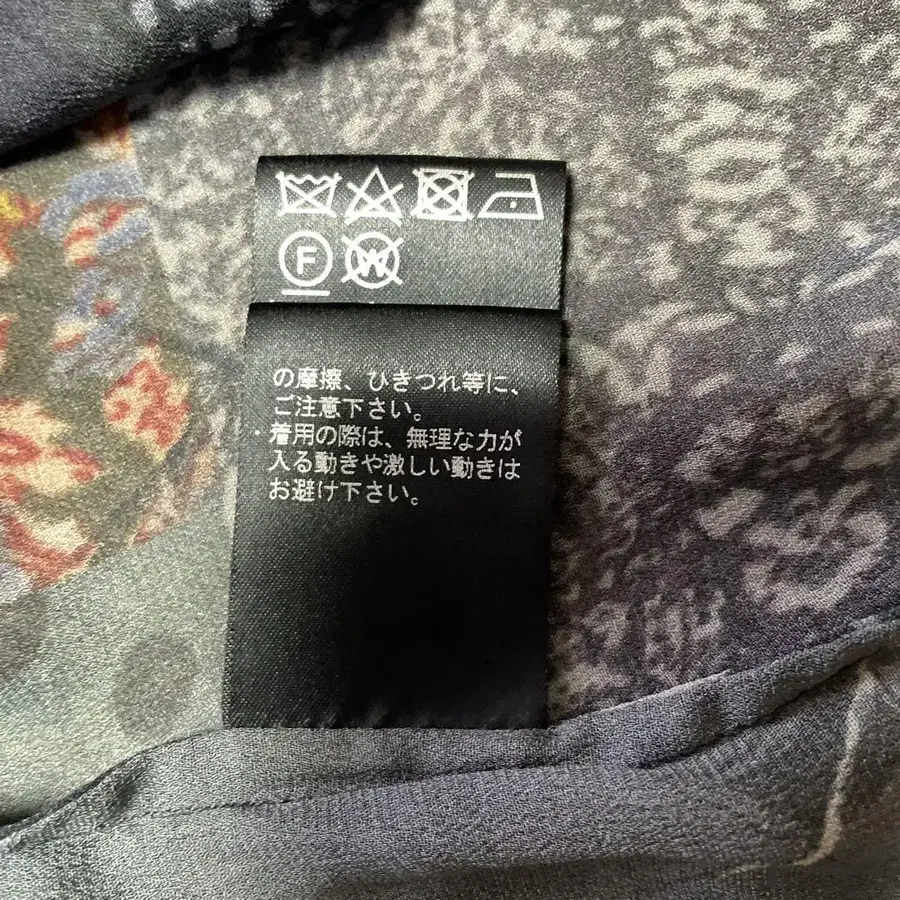 F W
の摩擦、ひきつれ等に、
ご注意下さい。
・着用の際は、無理な力が
入る動きや激しい動きは
お避け下さい。